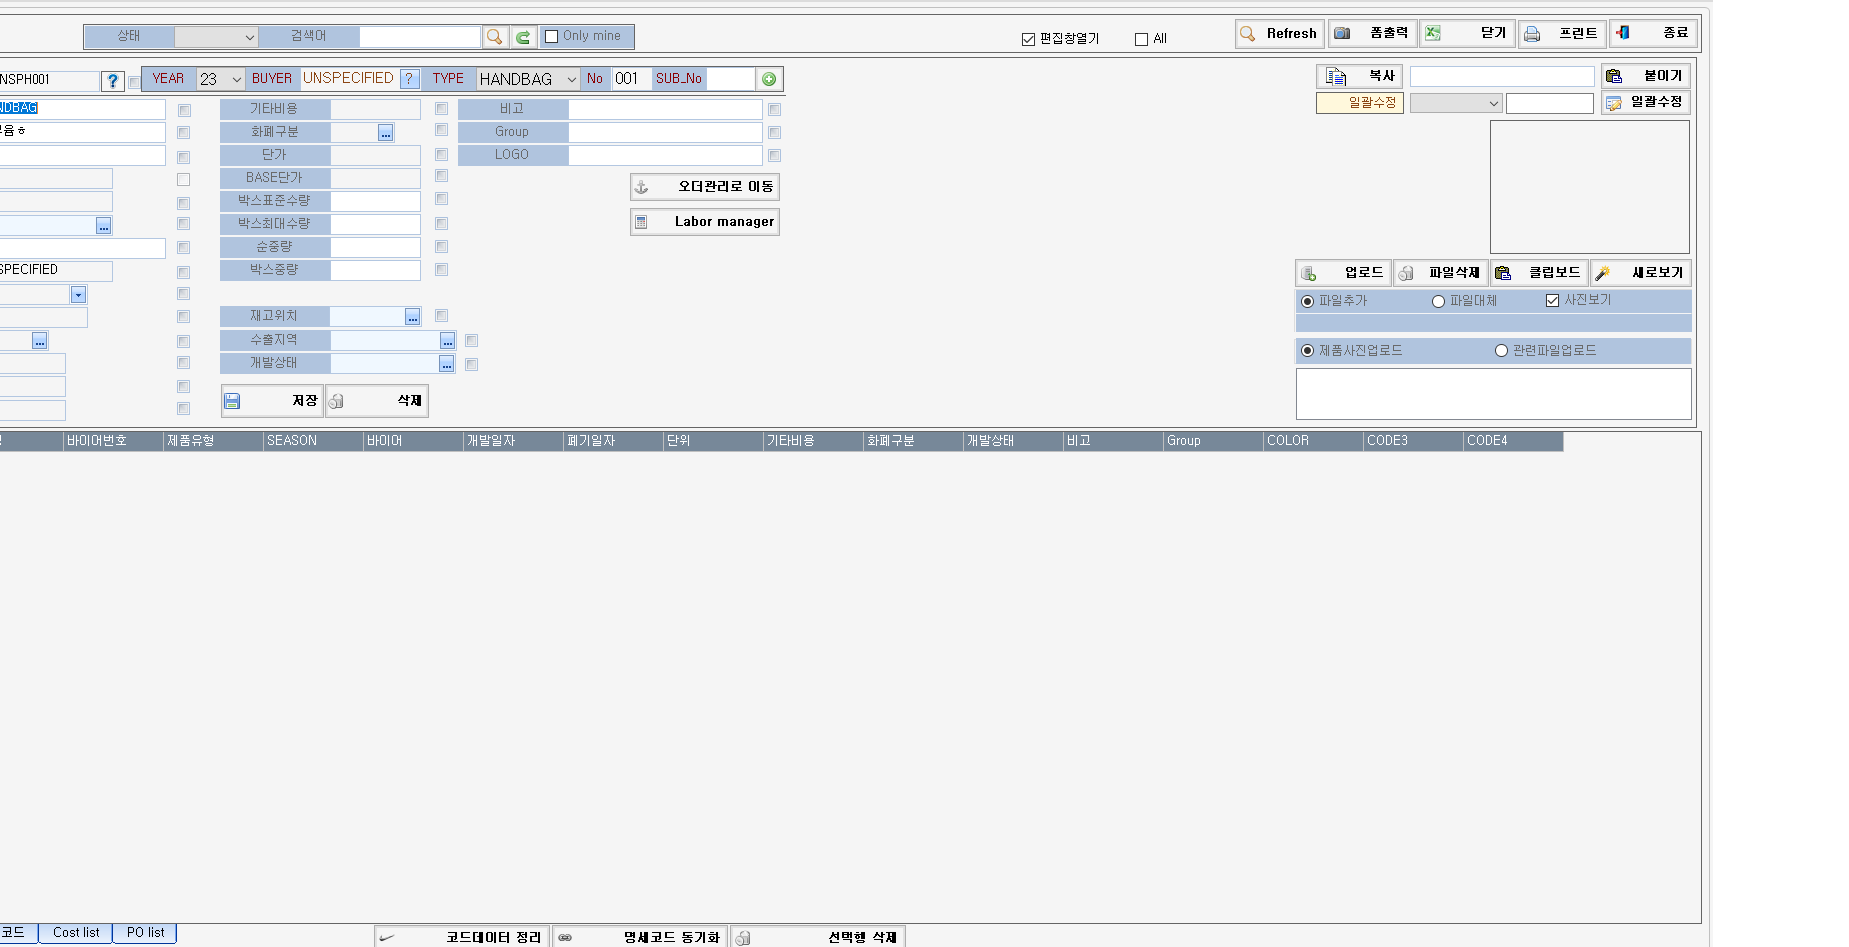 상태 검색어 Only mine 편집창열기 All Refresh 폼출력 닫기 프린트 종료
NSPH001 ? YEAR 23 BUYER UNSPECIFIED ? TYPE HANDBAG No 001 SUB_No 복사 붙이기
NDBAG 기타비용 비고 일괄수정 일괄수정
화폐구분 ... Group
단가 LOGO
BASE단가
오더관리로 이동
박스표준수량
... 박스최대수량 Labor manager
순중량
SPECIFIED 박스중량 업로드 파일삭제 클립보드 새로보기
파일추가 파일대체 사진보기
재고위치 ...
... 수출지역 ...
제품사진업로드 관련파일업로드
개발상태 ...
저장 삭제
바이어번호 제품유형 SEASON 바이어 개발일자 폐기일자 단위 기타비용 화폐구분 개발상태 비고 Group COLOR CODE3 CODE4
코드 Cost list PO list 코드데이터 정리 명세코드 동기화 선택행 삭제